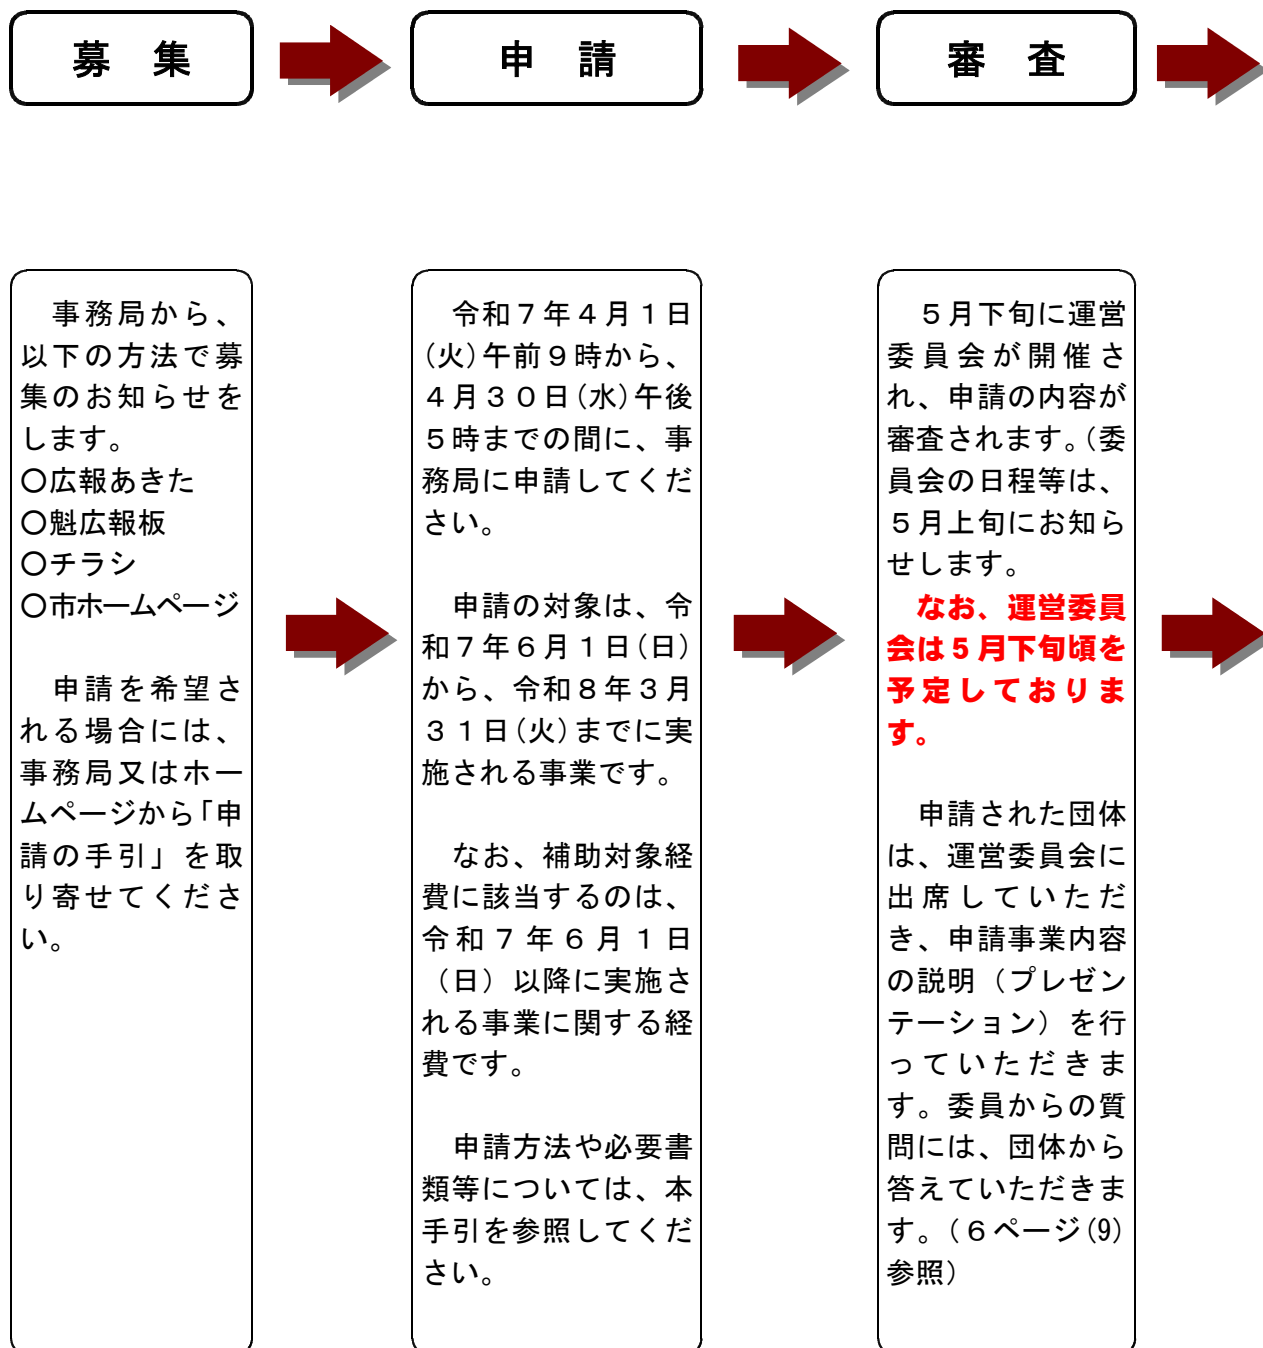 募　集
申　請
審　査
　事務局から、
以下の方法で募
集のお知らせを
します。
○広報あきた
○魁広報板
○チラシ
○市ホームページ
　申請を希望さ
れる場合には、
事務局又はホー
ムページから「申
請の手引」を取
り寄せてくださ
い。
　令和７年４月１日
(火)午前９時から、
４月３０日(水)午後
５時までの間に、事
務局に申請してくだ
さい。
　申請の対象は、令
和７年６月１日(日)
から、令和８年３月
３１日(火)までに実
施される事業です。
　なお、補助対象経
費に該当するのは、
令和７年６月１日
（日）以降に実施さ
れる事業に関する経
費です。
　申請方法や必要書
類等については、本
手引を参照してくだ
さい。
　５月下旬に運営
委員会が開催さ
れ、申請の内容が
審査されます。（委
員会の日程等は、
５月上旬にお知ら
せします。
　なお、運営委員
会は５月下旬頃を
予定しておりま
す。
　申請された団体
は、運営委員会に
出席していただ
き、申請事業内容
の説明（プレゼン
テーション）を行
っていただきま
す。委員からの質
問には、団体から
答えていただきま
す。（６ページ(9)
参照）